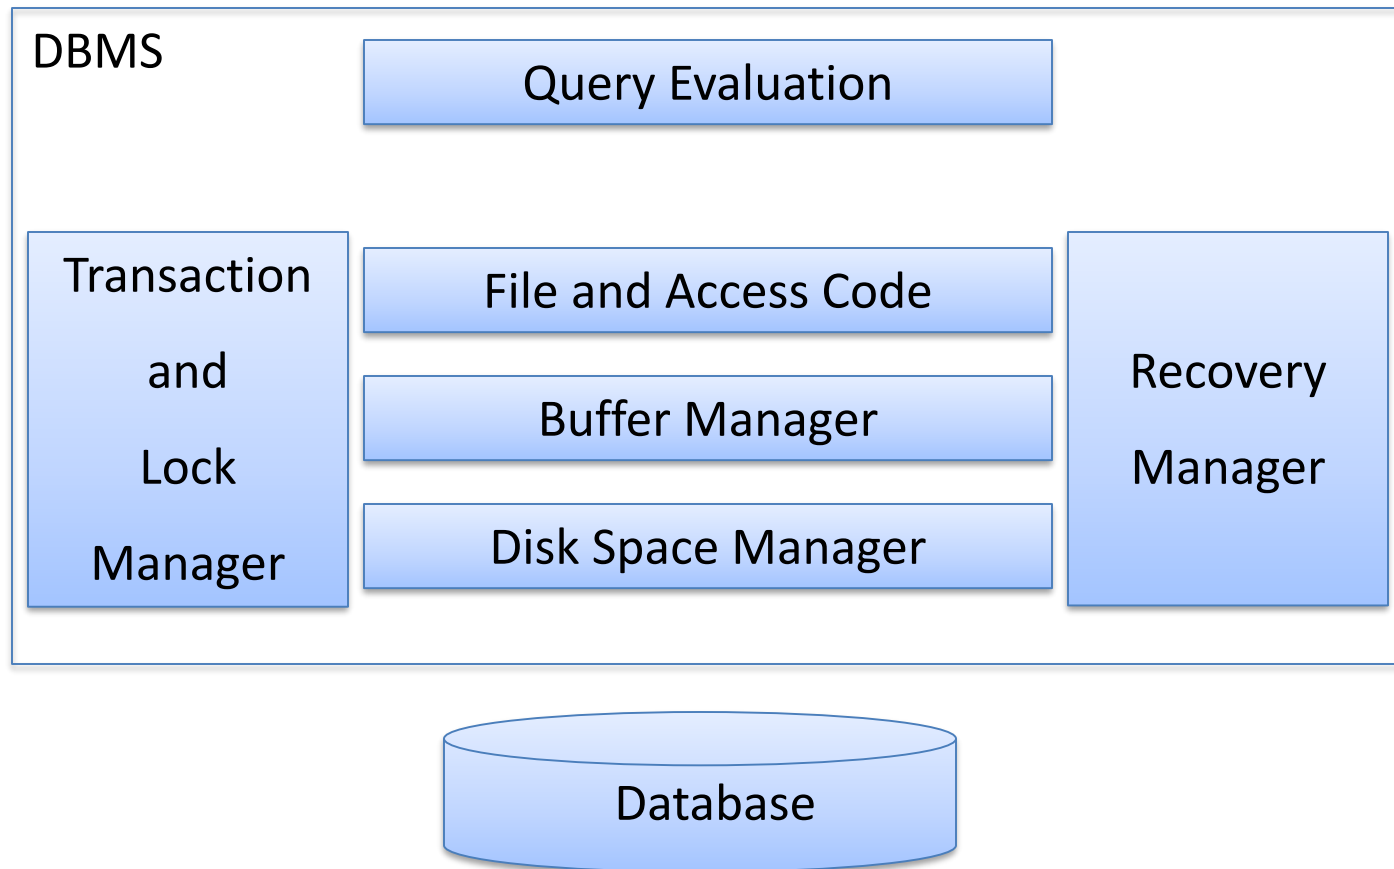 DBMS
Query Evaluation
Transaction
and
Lock
Manager
File and Access Code
Buffer Manager
Disk Space Manager
Recovery
Manager
Database